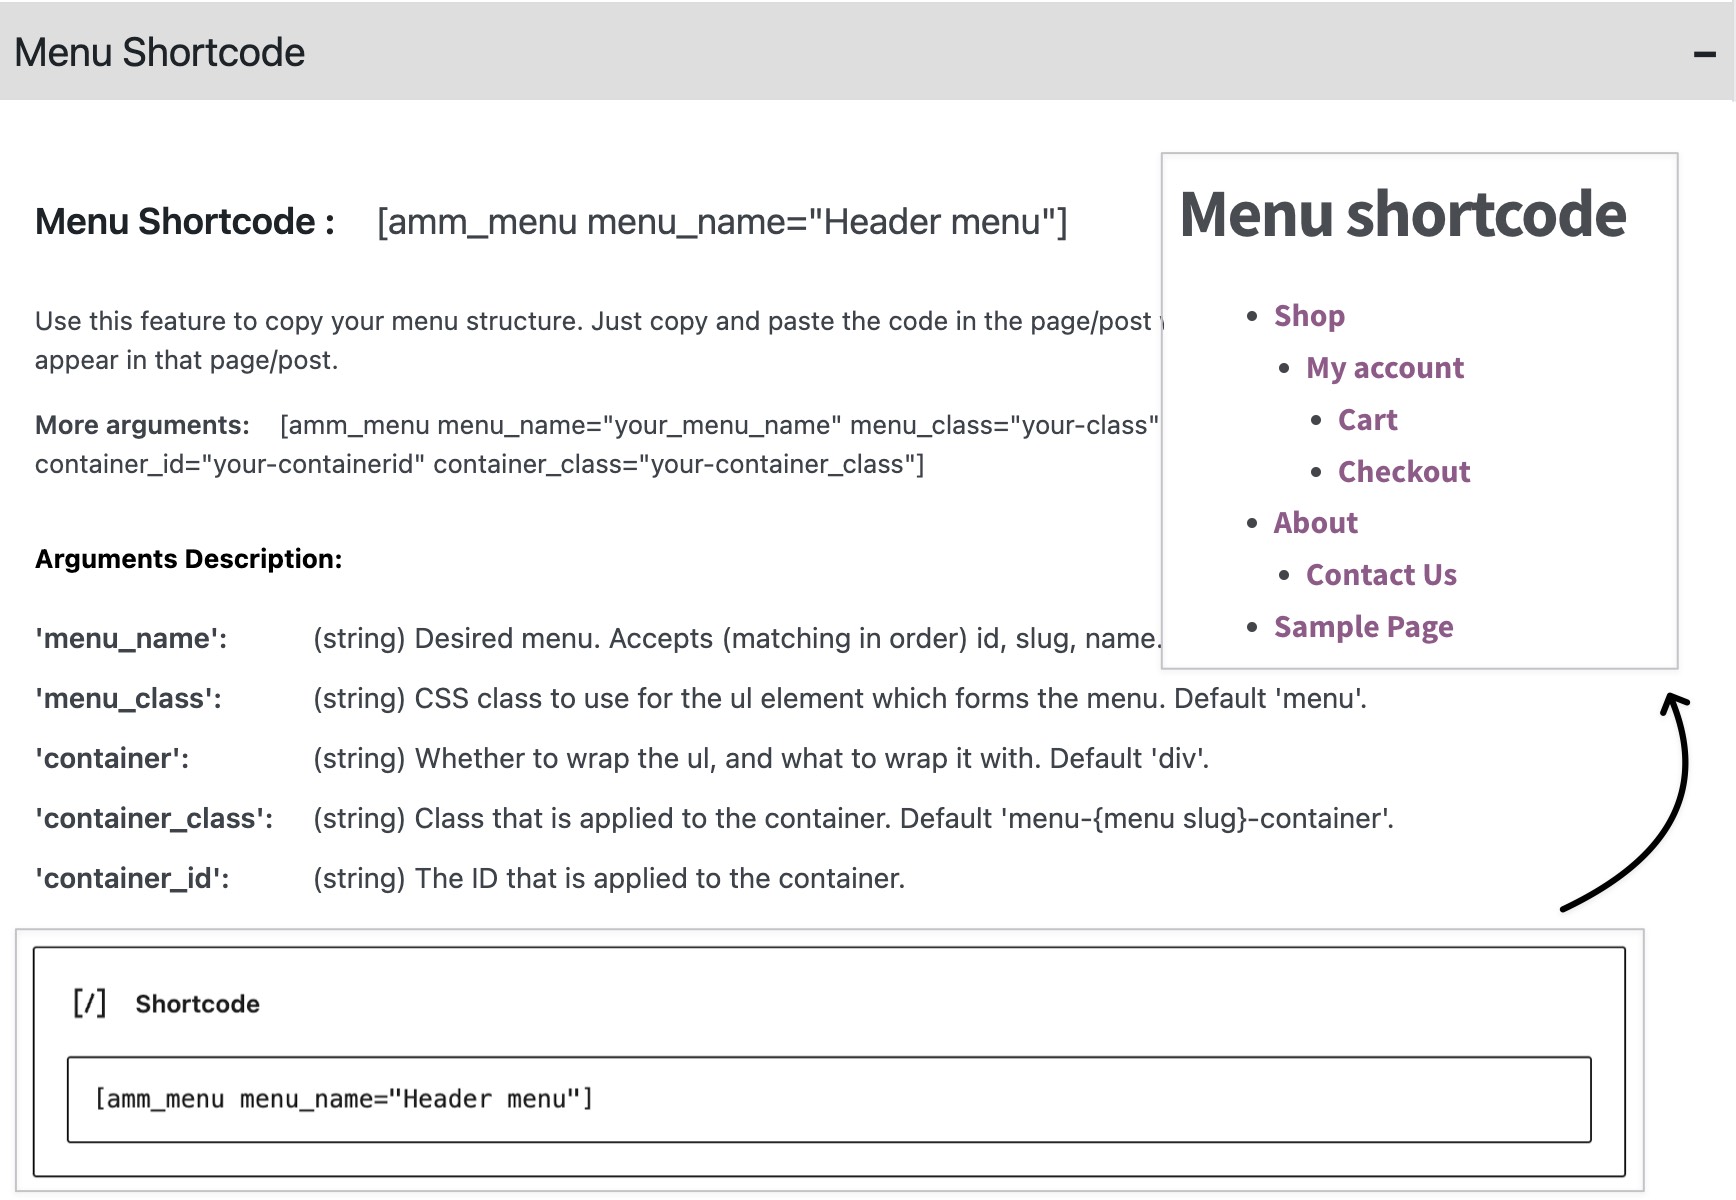 Menu Shortcode
Menu Shortcode : [amm_menu menu_name="Header menu"]
Use this feature to copy your menu structure. Just copy and paste the code in the page/post
appear in that page/post.
More arguments: [amm_menu menu_name="your_menu_name" menu_class="your-class"
container_id="your-containerid" container_class="your-container_class"]
Arguments Description:
'menu_name': (string) Desired menu. Accepts (matching in order) id, slug, name.
'menu_class': (string) CSS class to use for the ul element which forms the menu. Default 'menu'.
'container': (string) Whether to wrap the ul, and what to wrap it with. Default 'div'.
'container_class': (string) Class that is applied to the container. Default 'menu-{menu slug}-container'.
'container_id': (string) The ID that is applied to the container.
Menu shortcode
Shop
My account
Cart
Checkout
About
Contact Us
Sample Page
[/] Shortcode
[amm_menu menu_name="Header menu"]